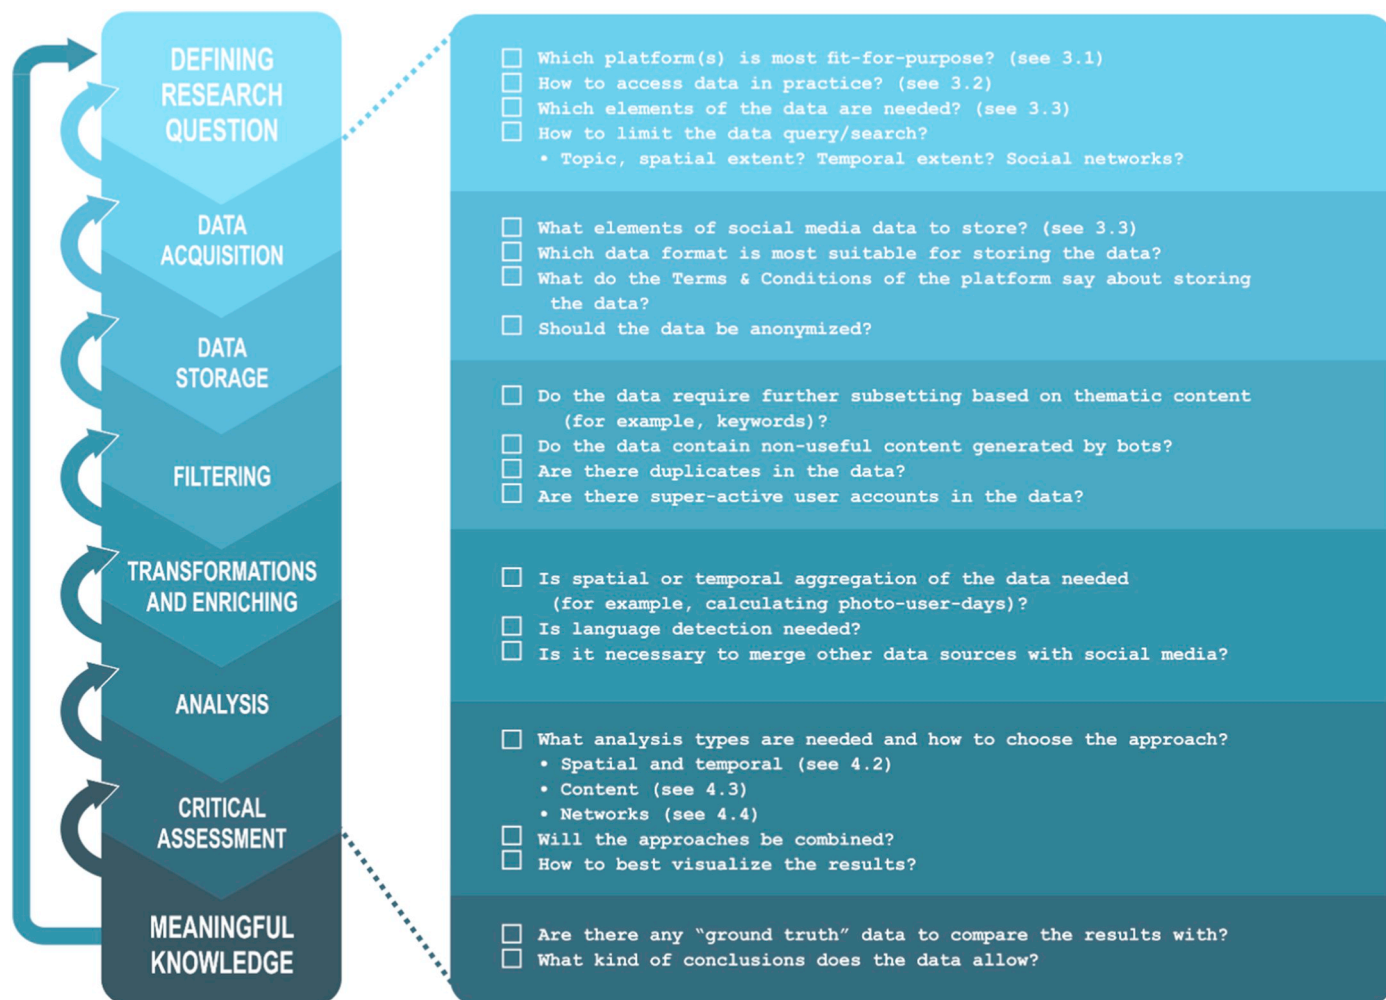 DEFINING
RESEARCH
QUESTION
DATA
ACQUISITION
DATA
STORAGE
FILTERING
TRANSFORMATIONS
AND ENRICHING
ANALYSIS
CRITICAL
ASSESSMENT
MEANINGFUL
KNOWLEDGE
Which platform(s) is most fit-for-purpose? (see 3.1)
How to access data in practice? (see 3.2)
Which elements of the data are needed? (see 3.3)
How to limit the data query/search?
• Topic, spatial extent? Temporal extent? Social networks?
What elements of social media data to store? (see 3.3)
Which data format is most suitable for storing the data?
What do the Terms & Conditions of the platform say about storing
the data?
Should the data be anonymized?
Do the data require further subsetting based on thematic content
(for example, keywords)?
Do the data contain non-useful content generated by bots?
Are there duplicates in the data?
Are there super-active user accounts in the data?
Is spatial or temporal aggregation of the data needed
(for example, calculating photo-user-days)?
Is language detection needed?
Is it necessary to merge other data sources with social media?
What analysis types are needed and how to choose the approach?
• Spatial and temporal (see 4.2)
• Content (see 4.3)
• Networks (see 4.4)
Will the approaches be combined?
How to best visualize the results?
Are there any “ground truth” data to compare the results with?
What kind of conclusions does the data allow?